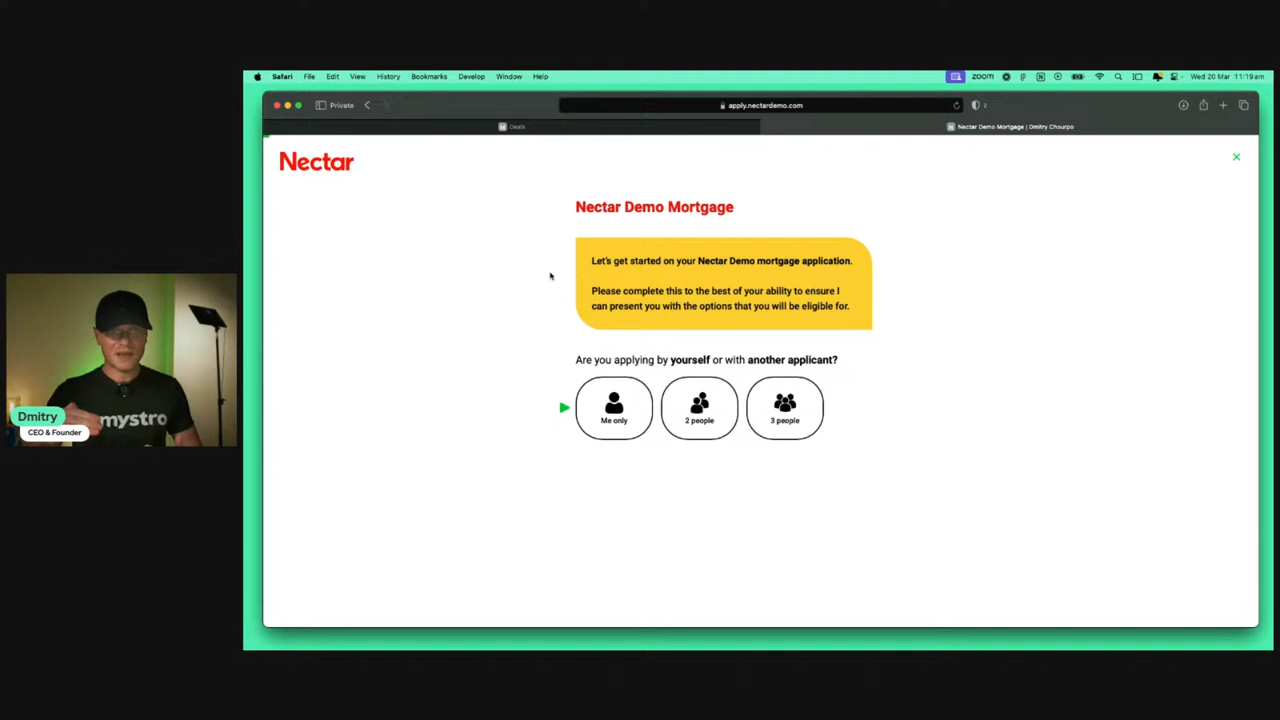 Safari File Edit View History Bookmarks Develop Window Help
zoom
Wed 20 Mar 11:19am
Private
apply.nectardemo.com
Deals
Nectar Demo Mortgage | Dmitry Chourpo
Nectar
Nectar Demo Mortgage
Let's get started on your Nectar Demo mortgage application.
Please complete this to the best of your ability to ensure I
can present you with the options that you will be eligible for.
Are you applying by yourself or with another applicant?
Me only
2 people
3 people
mystro
Dmitry
CEO & Founder